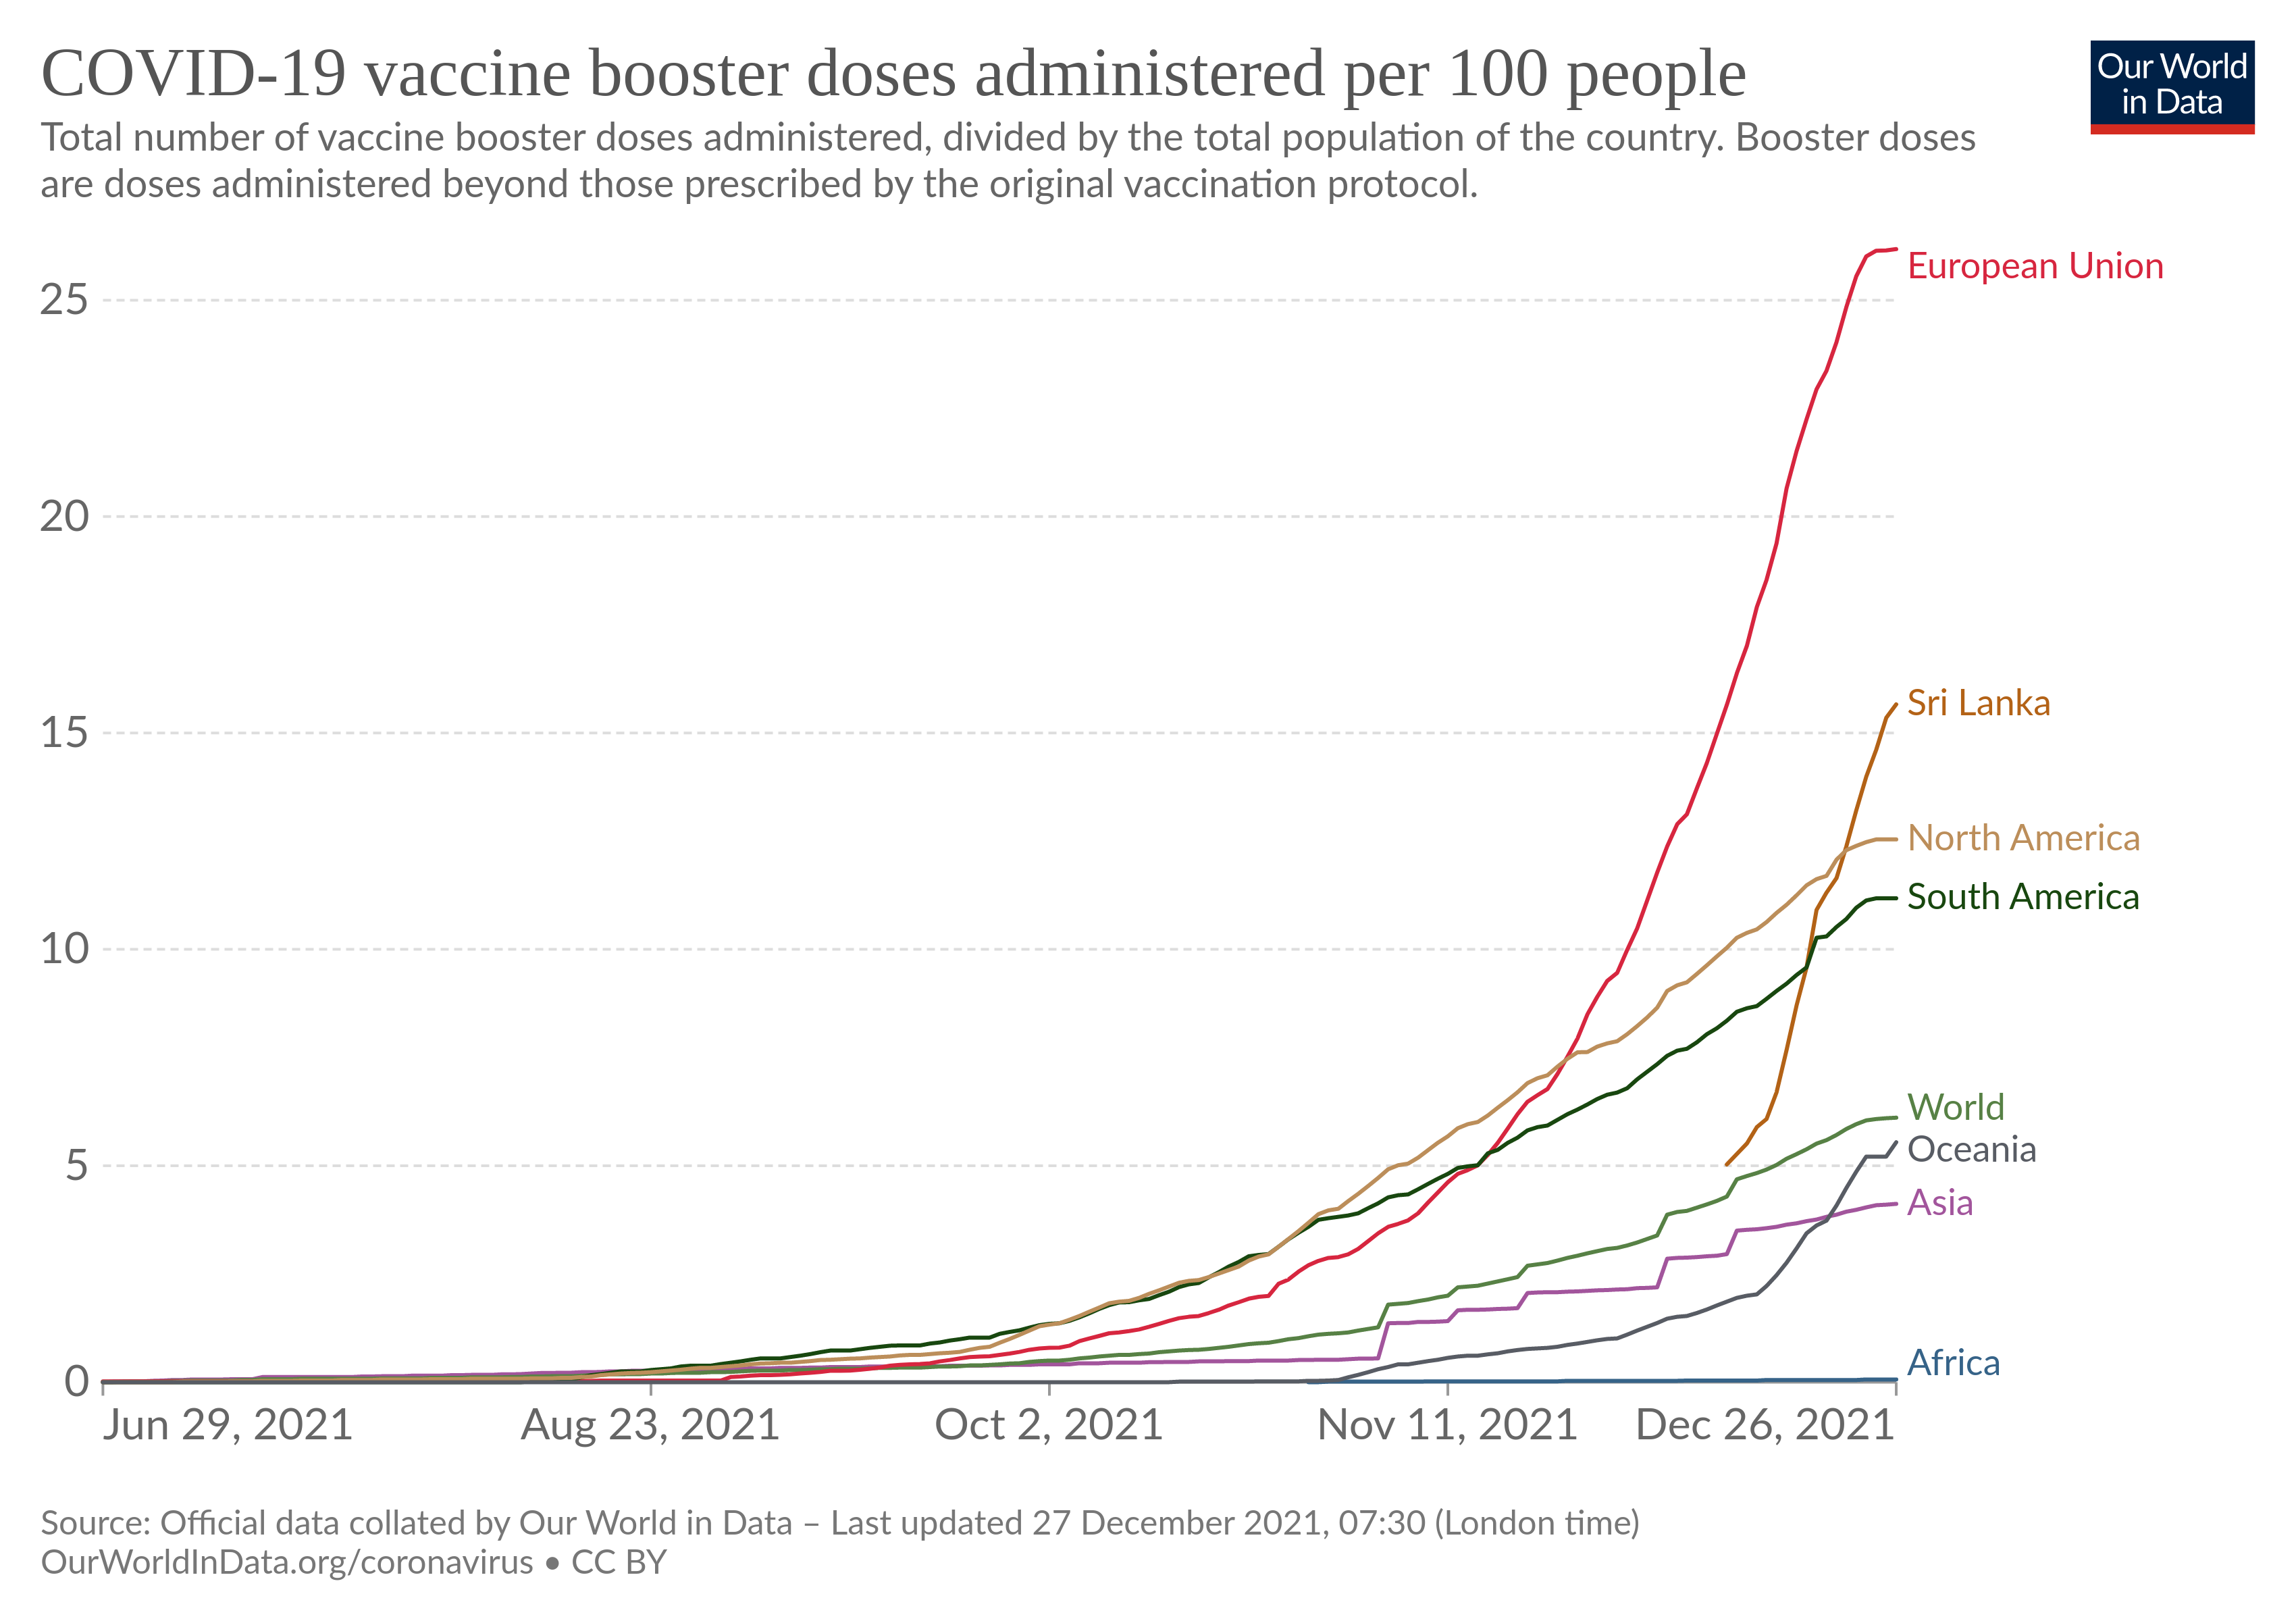 COVID-19 vaccine booster doses administered per 100 people
Our World
in Data
Total number of vaccine booster doses administered, divided by the total population of the country. Booster doses
are doses administered beyond those prescribed by the original vaccination protocol.
European Union
25
20
Sri Lanka
15
North America
South America
10
World
Oceania
5
Asia
Africa
0
Jun 29, 2021 Aug 23, 2021 Oct 2, 2021 Nov 11, 2021 Dec 26, 2021
Source: Official data collated by Our World in Data – Last updated 27 December 2021, 07:30 (London time)
OurWorldInData.org/coronavirus • CC BY